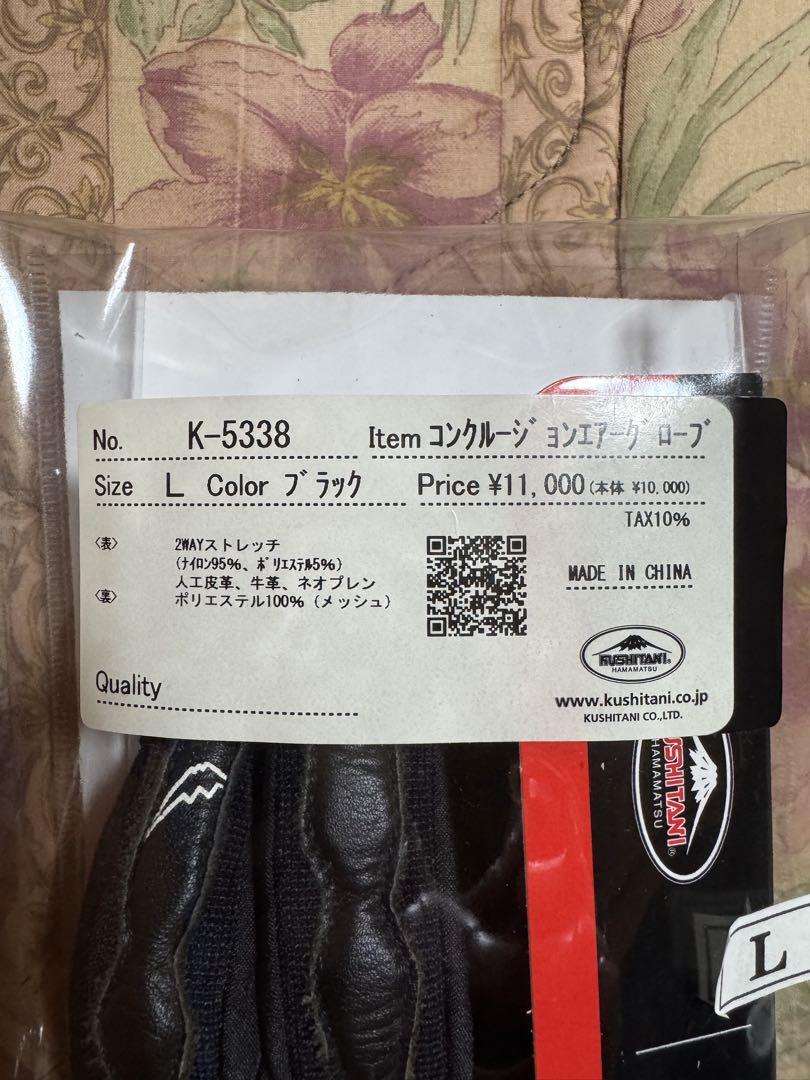 No. K-5338 Item コンクルージョンエアーグローブ
Size L Color ブラック Price ¥11,000(本体 ¥10,000)
TAX10%
〈表〉 2WAYストレッチ
(ナイロン95%、ポリエステル5%)
人工皮革、牛革、ネオプレン
〈裏〉 ポリエステル100%(メッシュ)
MADE IN CHINA
KUSHITANI®
HAMAMATSU
Quality
www.kushitani.co.jp
KUSHITANI CO.,LTD.
KUSHITANI®
HAMAMATSU
L